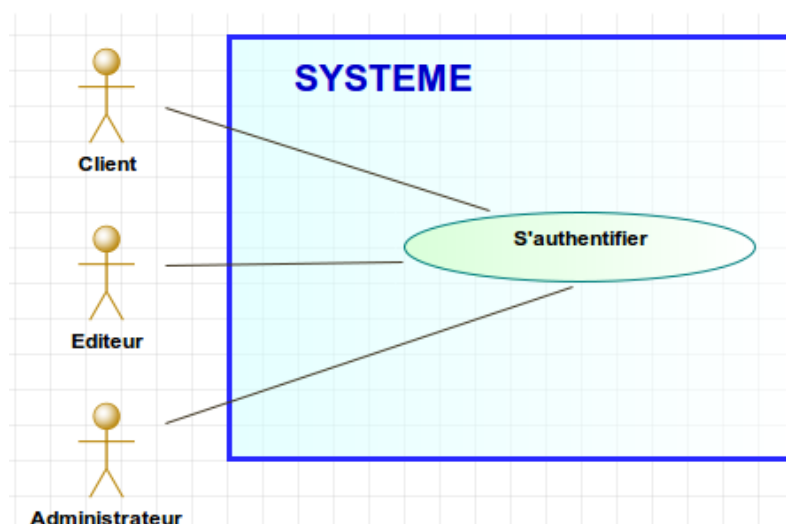 SYSTEME
Client
S'authentifier
Editeur
Administrateur